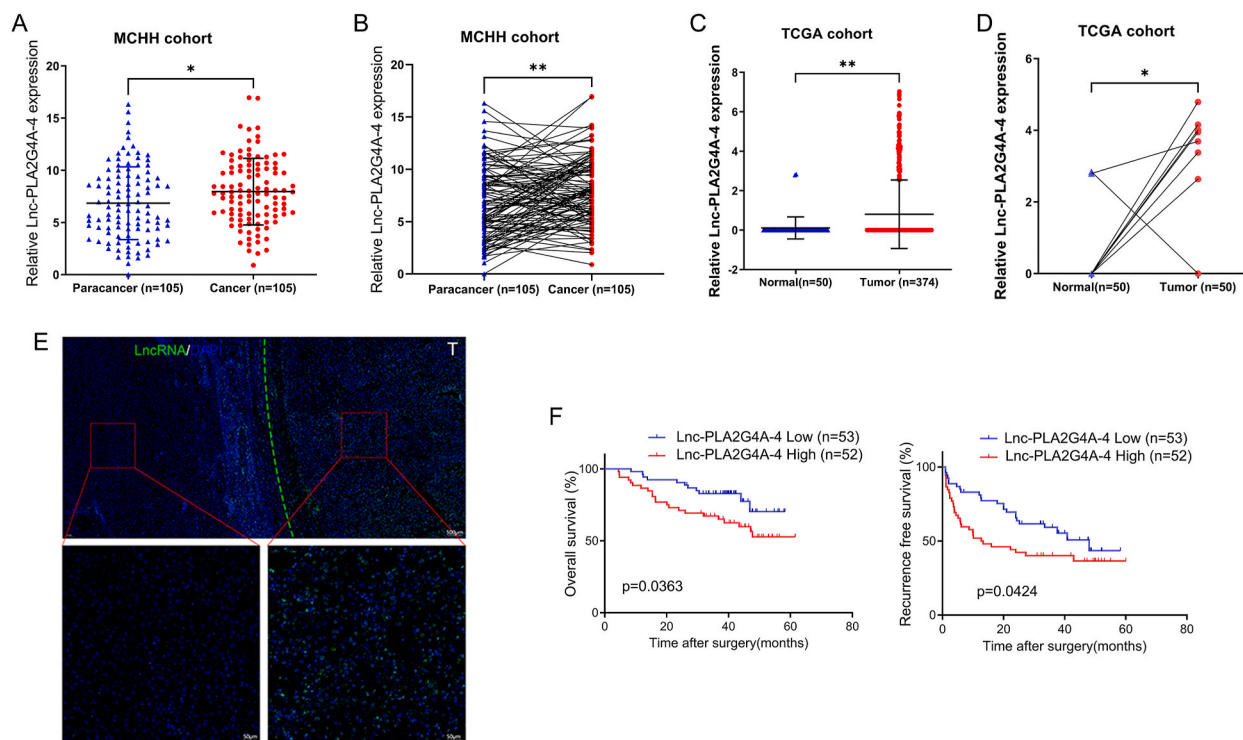 A
MCHH cohort
*
Relative Lnc-PLA2G4A-4 expression
20
15
10
5
0
Paracancer (n=105)
Cancer (n=105)
B
MCHH cohort
**
Relative Lnc-PLA2G4A-4 expression
20
15
10
5
0
Paracancer (n=105)
Cancer (n=105)
C
TCGA cohort
**
Relative Lnc-PLA2G4A-4 expression
8
6
4
2
0
-2
Normal(n=50)
Tumor (n=374)
D
TCGA cohort
*
Relative Lnc-PLA2G4A-4 expression
6
4
2
0
Normal(n=50)
Tumor (n=50)
E
LncRNA/DAPI
T
100μm
50μm
50μm
F
Lnc-PLA2G4A-4 Low (n=53)
Lnc-PLA2G4A-4 High (n=52)
Overall survival (%)
100
50
0
p=0.0363
0 20 40 60 80
Time after surgery(months)
Lnc-PLA2G4A-4 Low (n=53)
Lnc-PLA2G4A-4 High (n=52)
Recurrence free survival (%)
100
50
0
p=0.0424
0 20 40 60 80
Time after surgery(months)